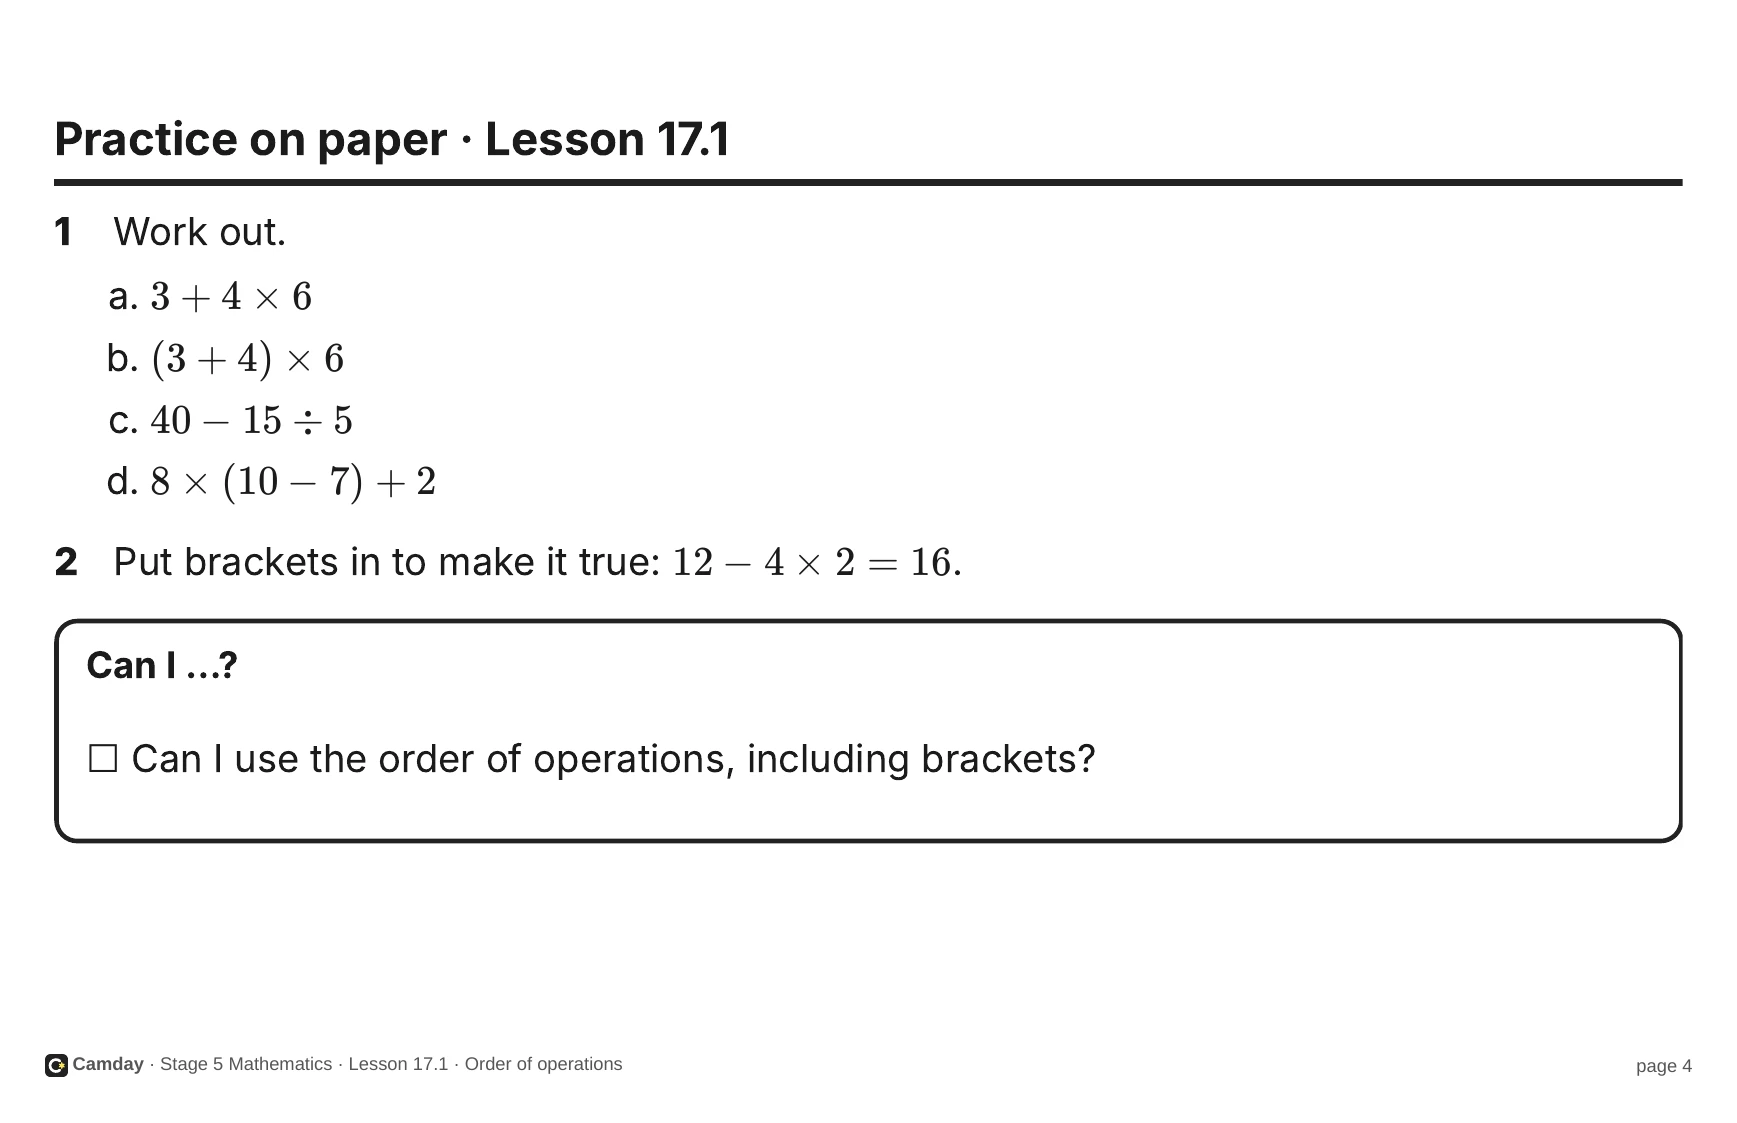 Practice on paper · Lesson 17.1
1 Work out.
a. 3 + 4 × 6
b. (3 + 4) × 6
c. 40 − 15 ÷ 5
d. 8 × (10 − 7) + 2
2 Put brackets in to make it true: 12 − 4 × 2 = 16.
Can I …?
☐ Can I use the order of operations, including brackets?
Camday · Stage 5 Mathematics · Lesson 17.1 · Order of operations
page 4